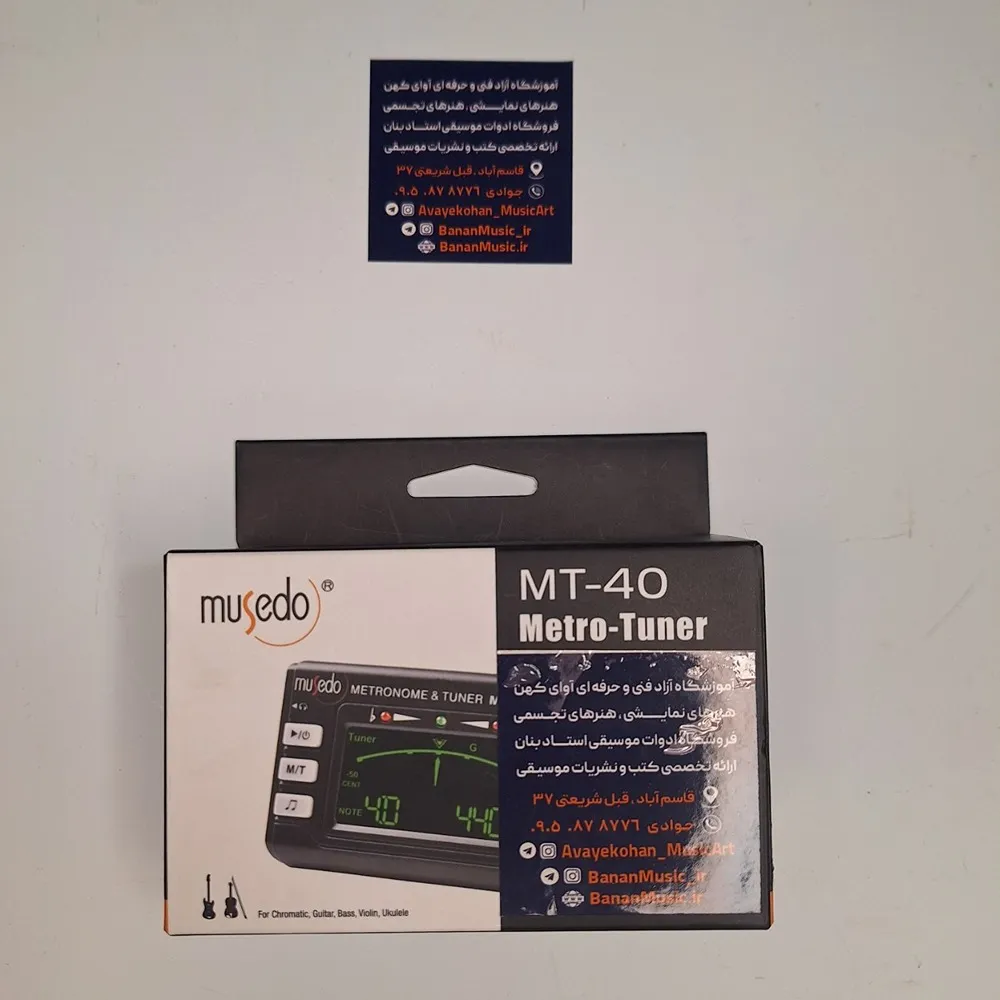 آموزشگاه آزاد فنی و حرفه ای آوای کهن
هنرهای نمایشی ، هنرهای تجسمی
فروشگاه ادوات موسیقی استاد بنان
ارائه تخصصی کتب و نشریات موسیقی
قاسم آباد ، قبل شریعتی ۳۷
جوادی ۰۹۰۵ ۰۸۷ ۸۷۷۶
Avayekohan_MusicArt
BananMusic_ir
BananMusic.ir
musedo®
MT-40
Metro-Tuner
musedo METRONOME & TUNER M
Tuner
G
M/T
-50
CENT
NOTE 4.0 440
For Chromatic, Guitar, Bass, Violin, Ukulele
آموزشگاه آزاد فنی و حرفه ای آوای کهن
هنرهای نمایشی ، هنرهای تجسمی
فروشگاه ادوات موسیقی استاد بنان
ارائه تخصصی کتب و نشریات موسیقی
قاسم آباد ، قبل شریعتی ۳۷
جوادی ۰۹۰۵ ۰۸۷ ۸۷۷۶
Avayekohan_MusicArt
BananMusic_ir
BananMusic.ir